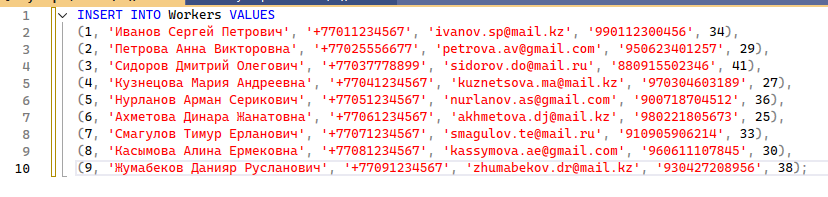 1 INSERT INTO Workers VALUES
2 (1, 'Иванов Сергей Петрович', '+77011234567', 'ivanov.sp@mail.kz', '990112300456', 34),
3 (2, 'Петрова Анна Викторовна', '+77025556677', 'petrova.av@gmail.com', '950623401257', 29),
4 (3, 'Сидоров Дмитрий Олегович', '+77037778899', 'sidorov.do@mail.ru', '880915502346', 41),
5 (4, 'Кузнецова Мария Андреевна', '+77041234567', 'kuznetsova.ma@mail.kz', '970304603189', 27),
6 (5, 'Нурланов Арман Серикович', '+77051234567', 'nurlanov.as@gmail.com', '900718704512', 36),
7 (6, 'Ахметова Динара Жанатовна', '+77061234567', 'akhmetova.dj@mail.kz', '980221805673', 25),
8 (7, 'Смагулов Тимур Ерланович', '+77071234567', 'smagulov.te@mail.ru', '910905906214', 33),
9 (8, 'Касымова Алина Ермековна', '+77081234567', 'kassymova.ae@gmail.com', '960611107845', 30),
10 (9, 'Жумабеков Данияр Русланович', '+77091234567', 'zhumabekov.dr@mail.kz', '930427208956', 38);